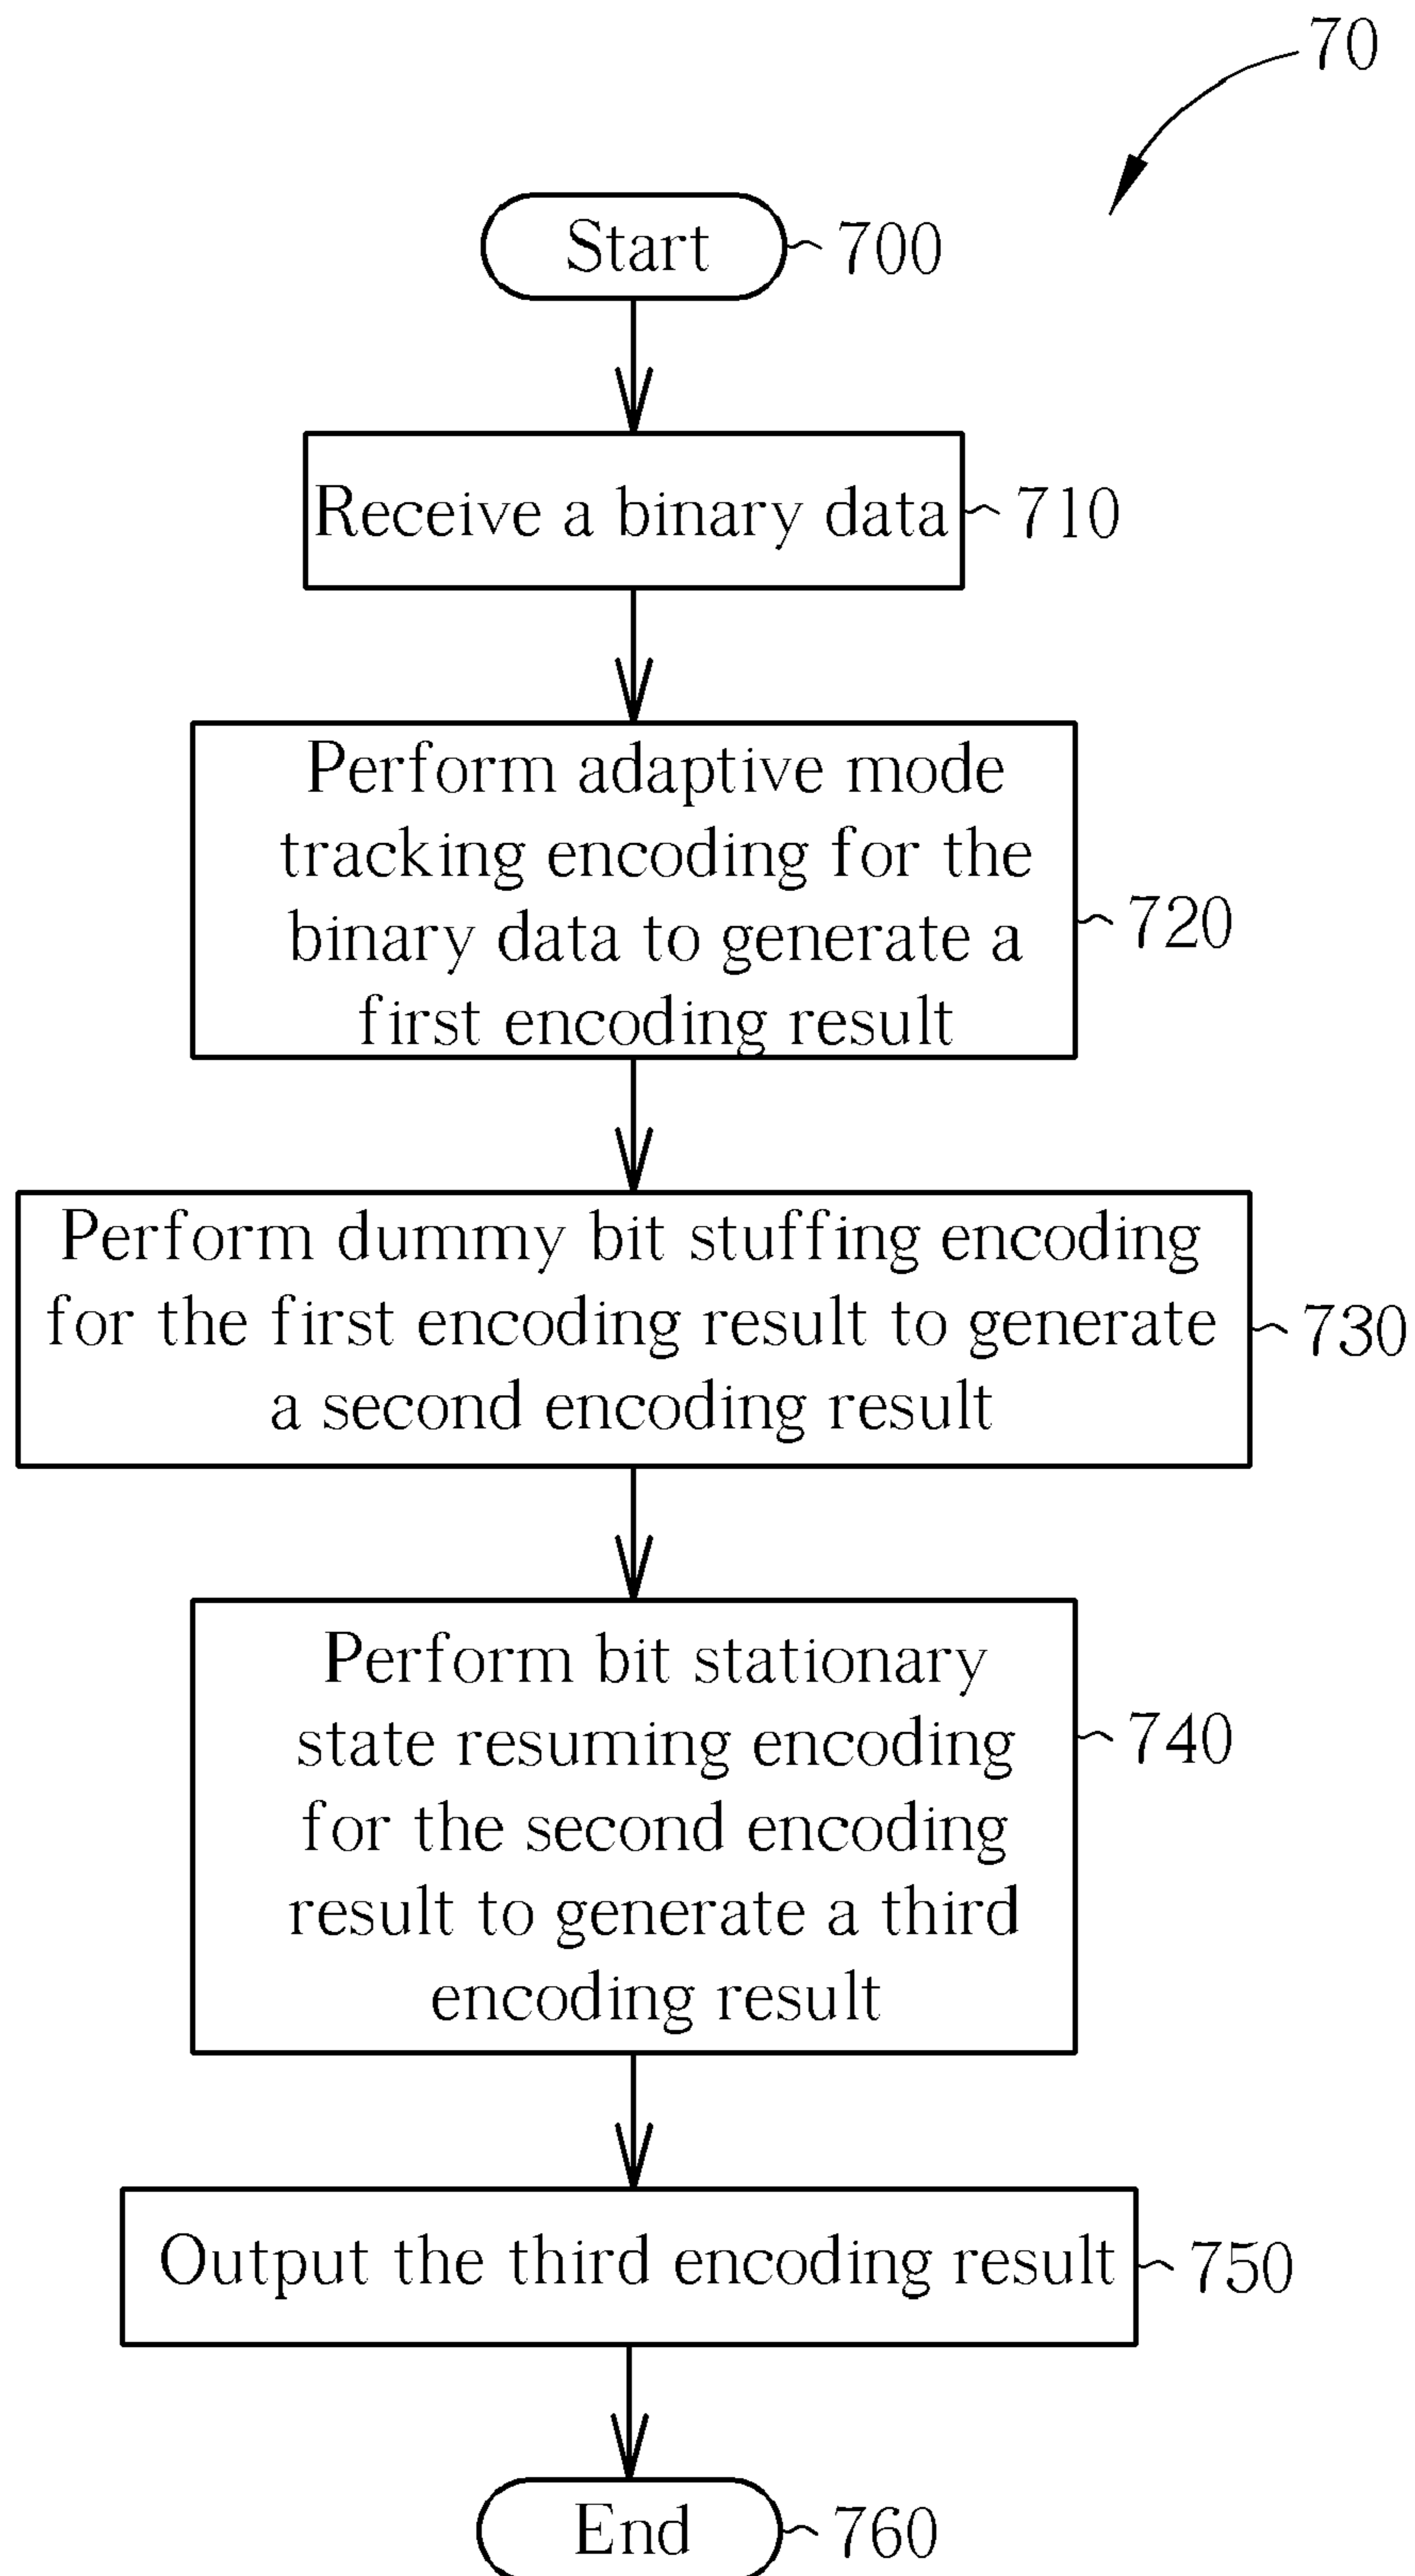 70
Start
700
Receive a binary data
710
Perform adaptive mode
tracking encoding for the
binary data to generate a
first encoding result
720
Perform dummy bit stuffing encoding
for the first encoding result to generate
a second encoding result
730
Perform bit stationary
state resuming encoding
for the second encoding
result to generate a third
encoding result
740
Output the third encoding result
750
End
760